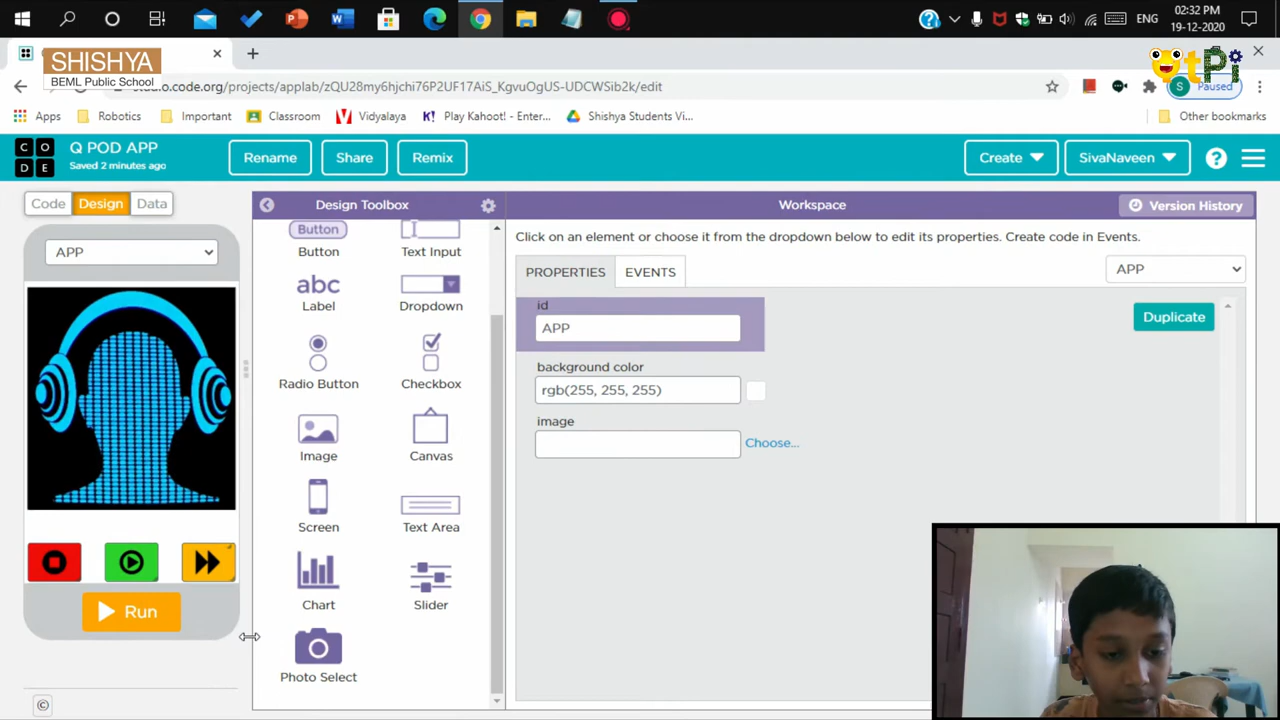 02:32 PM
ENG
19-12-2020
SHISHYA
BEML Public School
tPi
studio.code.org/projects/applab/zQU28my6hjchi76P2UF17AiS_KgvuOgUS-UDCWSib2k/edit
S Paused
Apps
Robotics
Important
Classroom
Vidyalaya
Play Kahoot! - Enter...
Shishya Students Vi...
Other bookmarks
CO
DE
Q POD APP
Saved 2 minutes ago
Rename
Share
Remix
Create
SivaNaveen
?
Code
Design
Data
Design Toolbox
Workspace
Version History
APP
Button
Button
Text Input
abc
Label
Dropdown
Radio Button
Checkbox
Image
Canvas
Screen
Text Area
Chart
Slider
Photo Select
Run
©
Click on an element or choose it from the dropdown below to edit its properties. Create code in Events.
PROPERTIES
EVENTS
APP
id
APP
Duplicate
background color
rgb(255, 255, 255)
image
Choose...